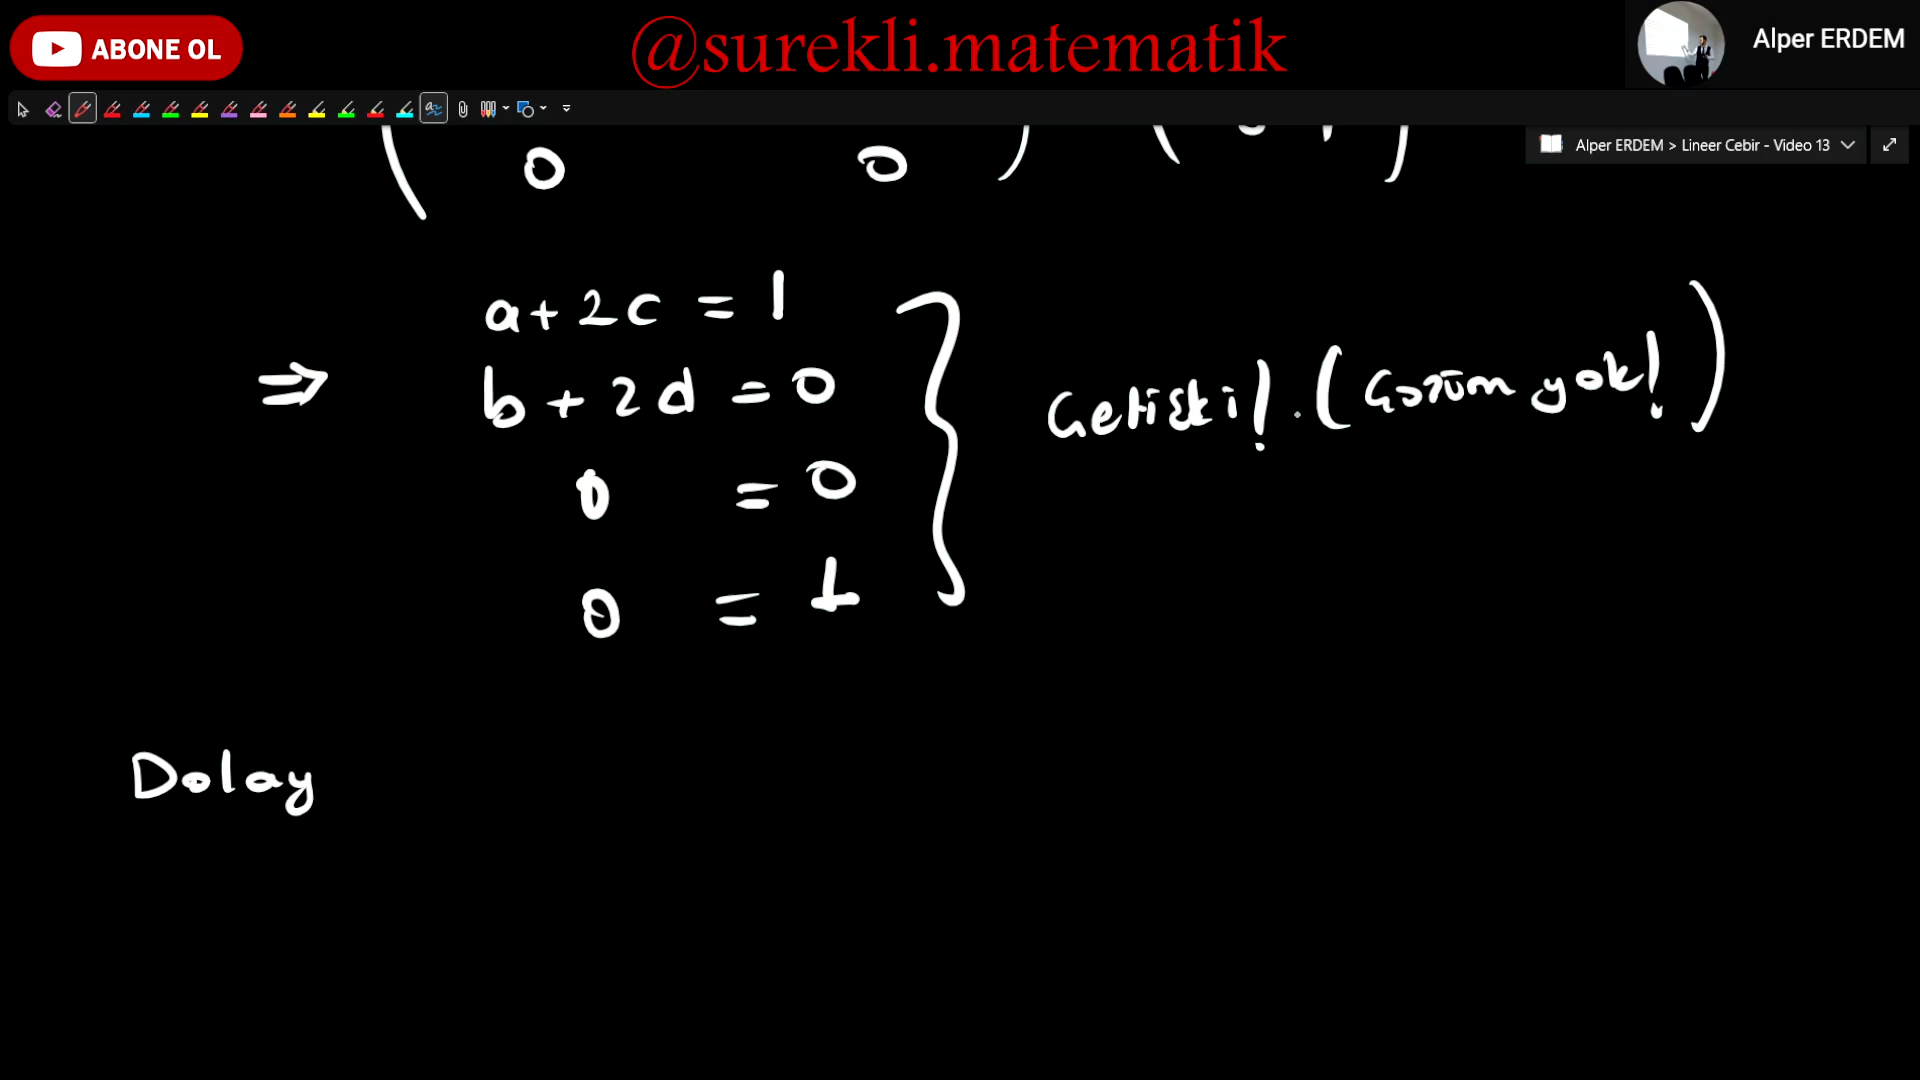 ABONE OL
@surekli.matematik
Alper ERDEM
Alper ERDEM > Lineer Cebir - Video 13
0 0
⇒ a + 2c = 1
b + 2d = 0
0 = 0
0 = 1
Çelişki! (Çözüm yok!)
Dolay